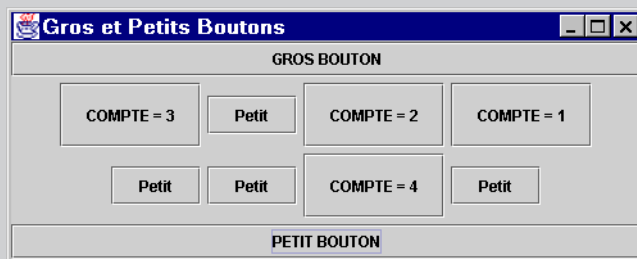 Gros et Petits Boutons
GROS BOUTON
COMPTE = 3 Petit COMPTE = 2 COMPTE = 1
Petit Petit COMPTE = 4 Petit
PETIT BOUTON